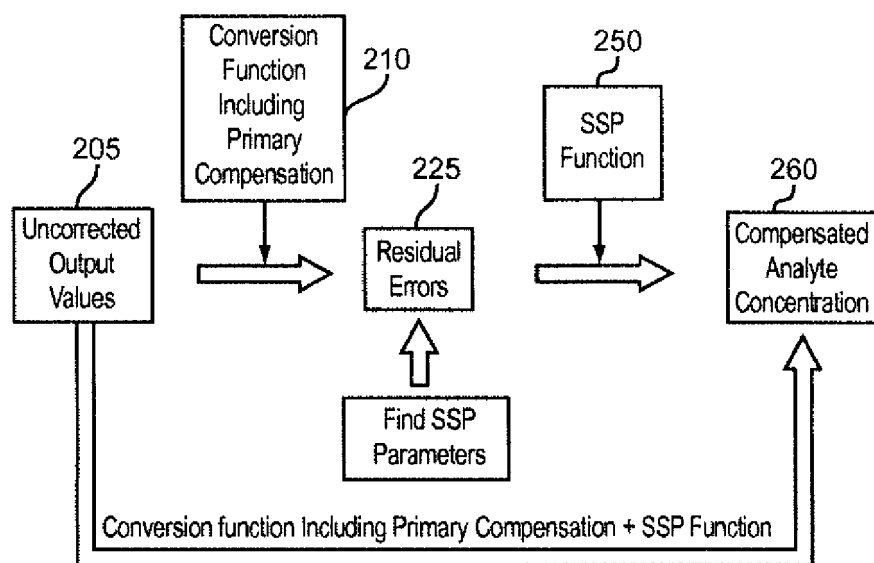 Conversion
Function
Including
Primary
Compensation
210
250
SSP
Function
205
Uncorrected
Output
Values
225
Residual
Errors
260
Compensated
Analyte
Concentration
Find SSP
Parameters
Conversion function Including Primary Compensation + SSP Function